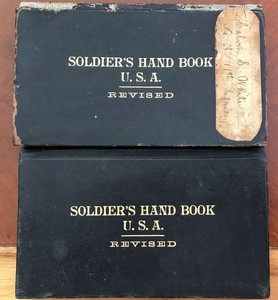 SOLDIER'S HAND BOOK
U. S. A.
REVISED
SOLDIER'S HAND BOOK
U. S. A.
REVISED